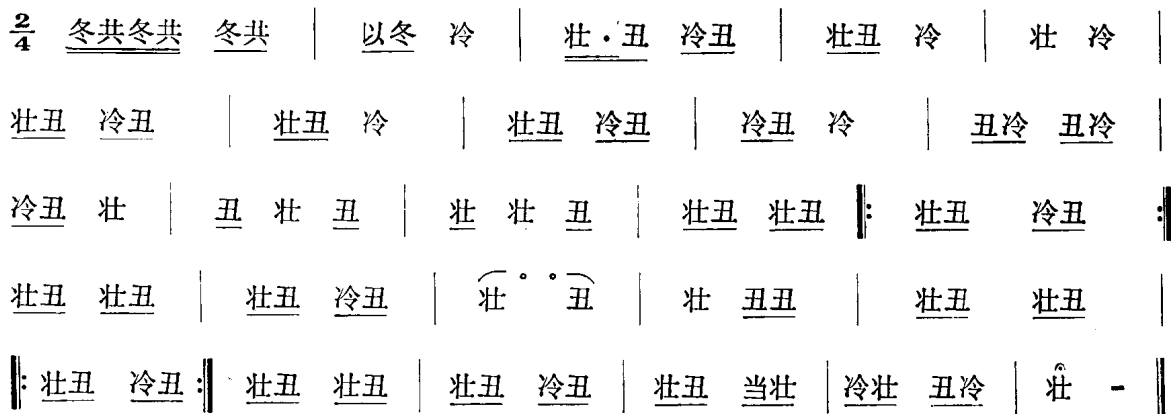 2/4 冬共冬共 冬共 | 以冬 冷 | 壮·丑 冷丑 | 壮丑 冷 | 壮 冷 |
壮丑 冷丑 | 壮丑 冷 | 壮丑 冷丑 | 冷丑 冷 | 丑冷 丑冷 |
冷丑 壮 | 丑 壮 丑 | 壮 壮 丑 | 壮丑 壮丑 ‖: 壮丑 冷丑 :‖
壮丑 壮丑 | 壮丑 冷丑 | 壮 丑 | 壮 丑丑 | 壮丑 壮丑 |
‖: 壮丑 冷丑 :‖ 壮丑 壮丑 | 壮丑 冷丑 | 壮丑 当壮 | 冷壮 丑冷 | 壮 - ‖